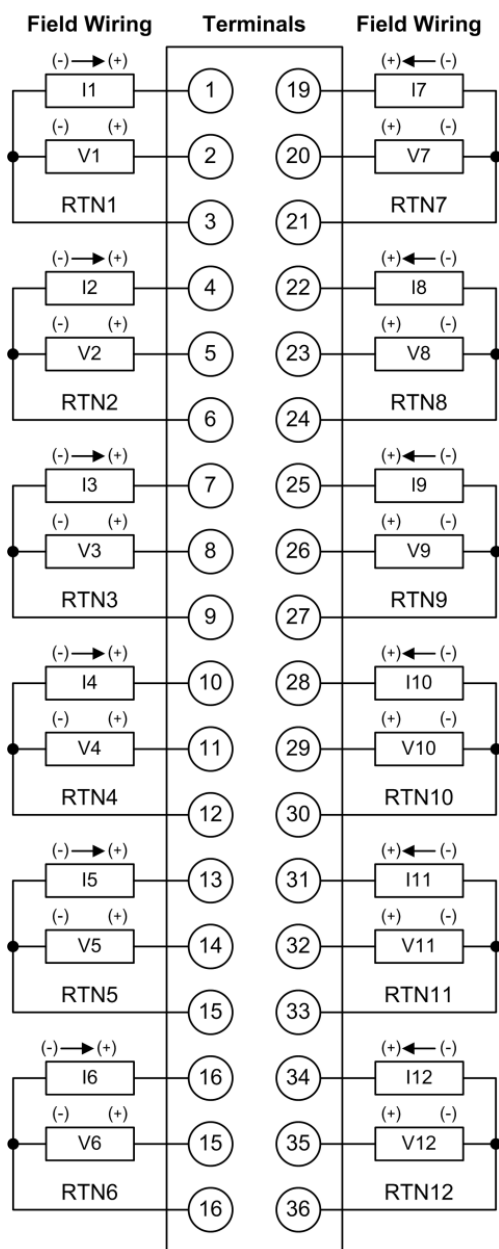 Field Wiring Terminals Field Wiring
(-) (+) (+) (-)
I1 1 19 I7
(-) (+) (+) (-)
V1 2 20 V7
RTN1 3 21 RTN7
(-) (+) (+) (-)
I2 4 22 I8
(-) (+) (+) (-)
V2 5 23 V8
RTN2 6 24 RTN8
(-) (+) (+) (-)
I3 7 25 I9
(-) (+) (+) (-)
V3 8 26 V9
RTN3 9 27 RTN9
(-) (+) (+) (-)
I4 10 28 I10
(-) (+) (+) (-)
V4 11 29 V10
RTN4 12 30 RTN10
(-) (+) (+) (-)
I5 13 31 I11
(-) (+) (+) (-)
V5 14 32 V11
RTN5 15 33 RTN11
(-) (+) (+) (-)
I6 16 34 I12
(-) (+) (+) (-)
V6 15 35 V12
RTN6 16 36 RTN12